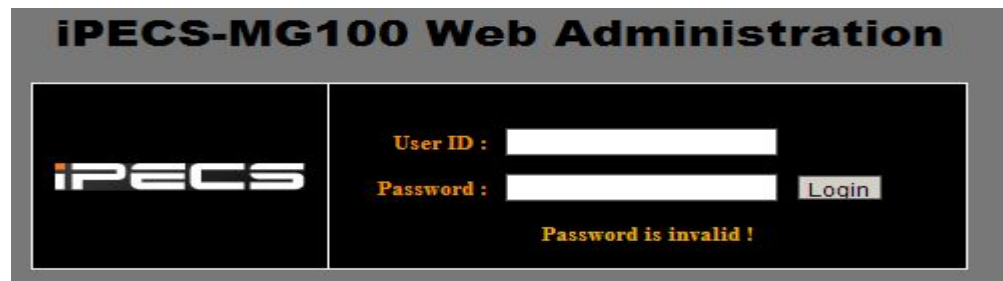 iPECS-MG100 Web Administration
iPECS
User ID :
Password :
Login
Password is invalid !